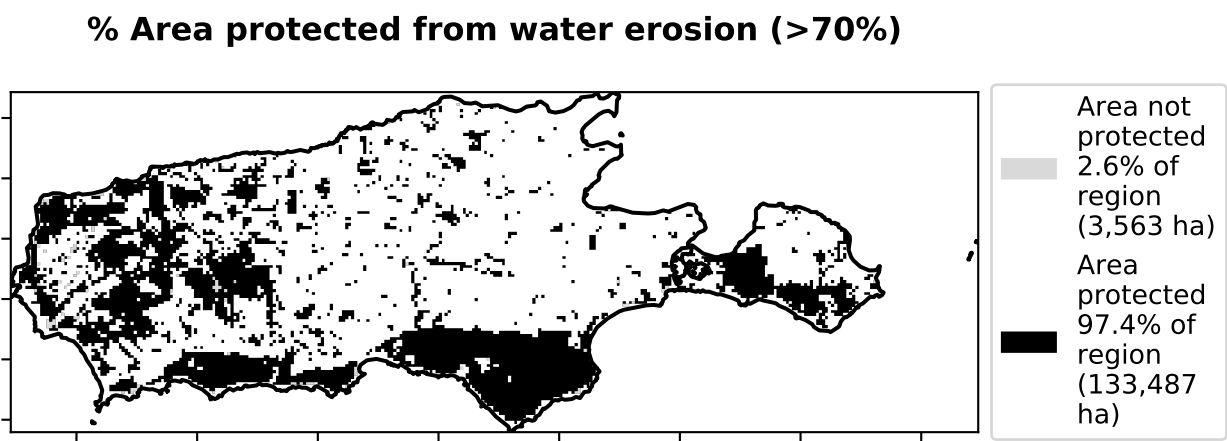 % Area protected from water erosion (>70%)
Area not
protected
2.6% of
region
(3,563 ha)
Area
protected
97.4% of
region
(133,487
ha)